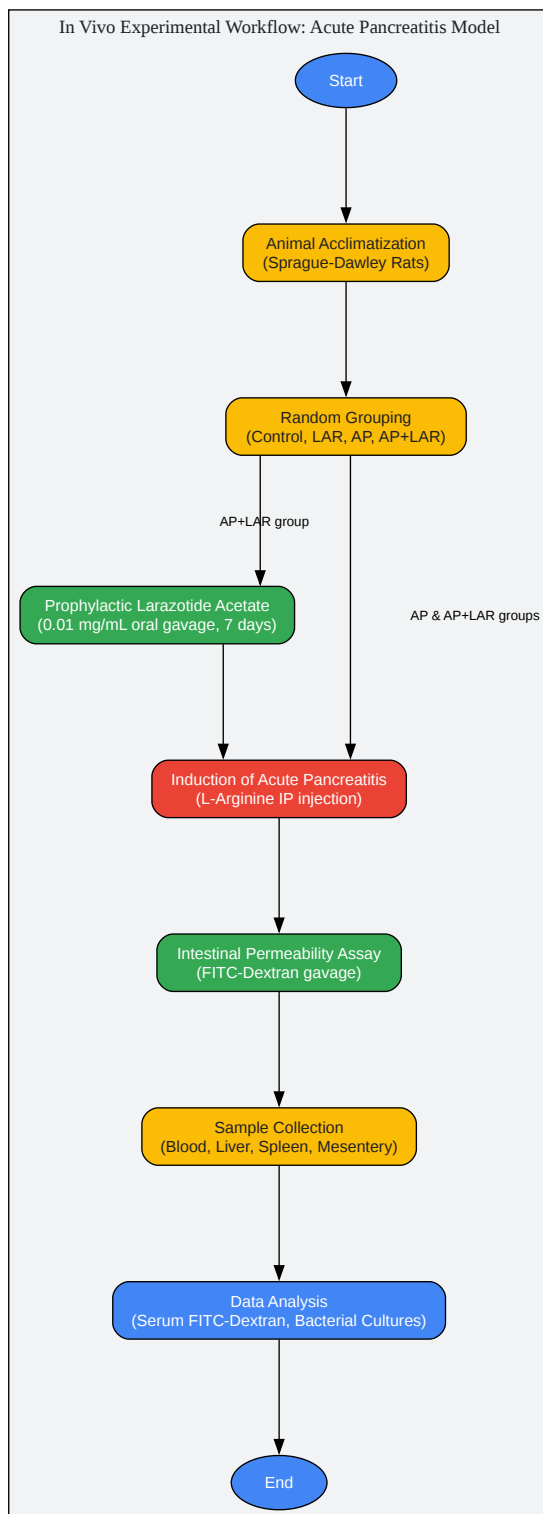 In Vivo Experimental Workflow: Acute Pancreatitis Model
Start
Animal Acclimatization
(Sprague-Dawley Rats)
Random Grouping
(Control, LAR, AP, AP+LAR)
AP+LAR group
Prophylactic Larazotide Acetate
(0.01 mg/mL oral gavage, 7 days)
AP & AP+LAR groups
Induction of Acute Pancreatitis
(L-Arginine IP injection)
Intestinal Permeability Assay
(FITC-Dextran gavage)
Sample Collection
(Blood, Liver, Spleen, Mesentery)
Data Analysis
(Serum FITC-Dextran, Bacterial Cultures)
End